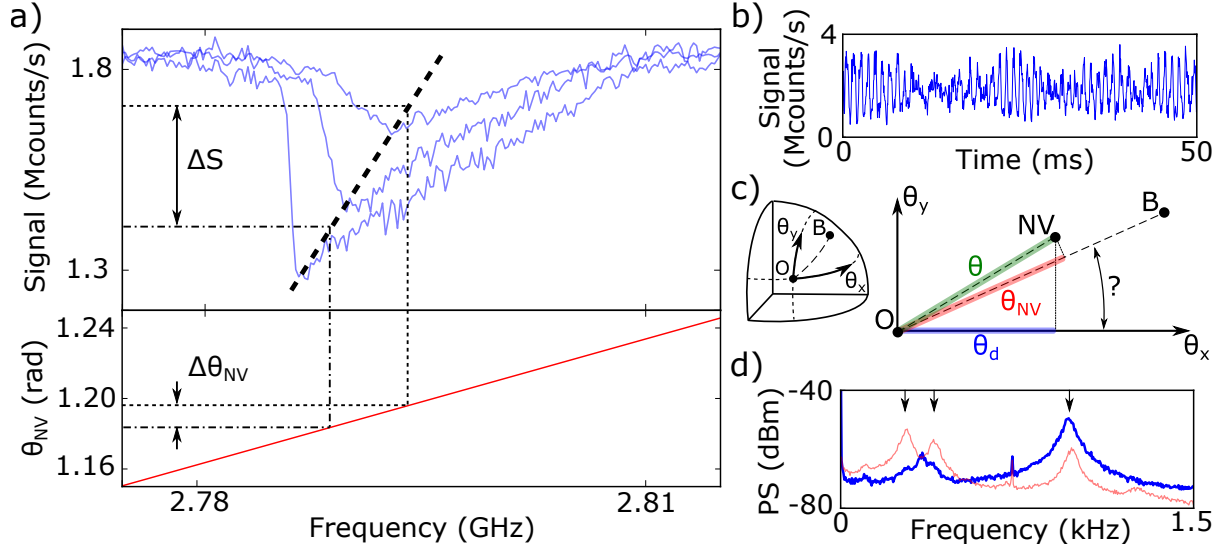 a)
Signal (Mcounts/s)
1.8
1.3
ΔS
θNV (rad)
1.24
1.20
1.16
ΔθNV
2.78
2.81
Frequency (GHz)
b)
Signal
(Mcounts/s)
4
0
0
50
Time (ms)
c)
θy
B
O
θx
θy
NV
B
θ
θNV
?
O
θd
θx
d)
PS (dBm)
-40
-80
0
1.5
Frequency (kHz)